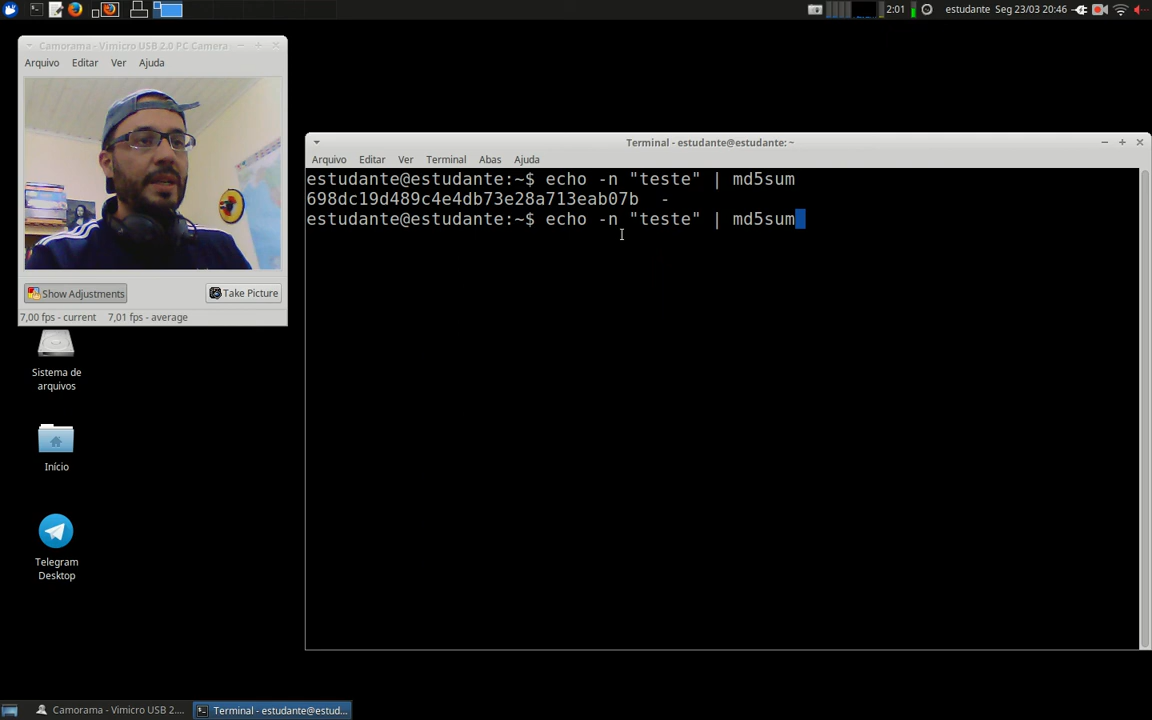 2:01
estudante Seg 23/03 20:46
Camorama - Vimicro USB 2.0 PC Camera
Arquivo Editar Ver Ajuda
Show Adjustments
Take Picture
7,00 fps - current 7,01 fps - average
Sistema de
arquivos
Início
Telegram
Desktop
Terminal - estudante@estudante: ~
Arquivo Editar Ver Terminal Abas Ajuda
estudante@estudante:~$ echo -n "teste" | md5sum
698dc19d489c4e4db73e28a713eab07b  -
estudante@estudante:~$ echo -n "teste" | md5sum
Camorama - Vimicro USB 2....
Terminal - estudante@estud...